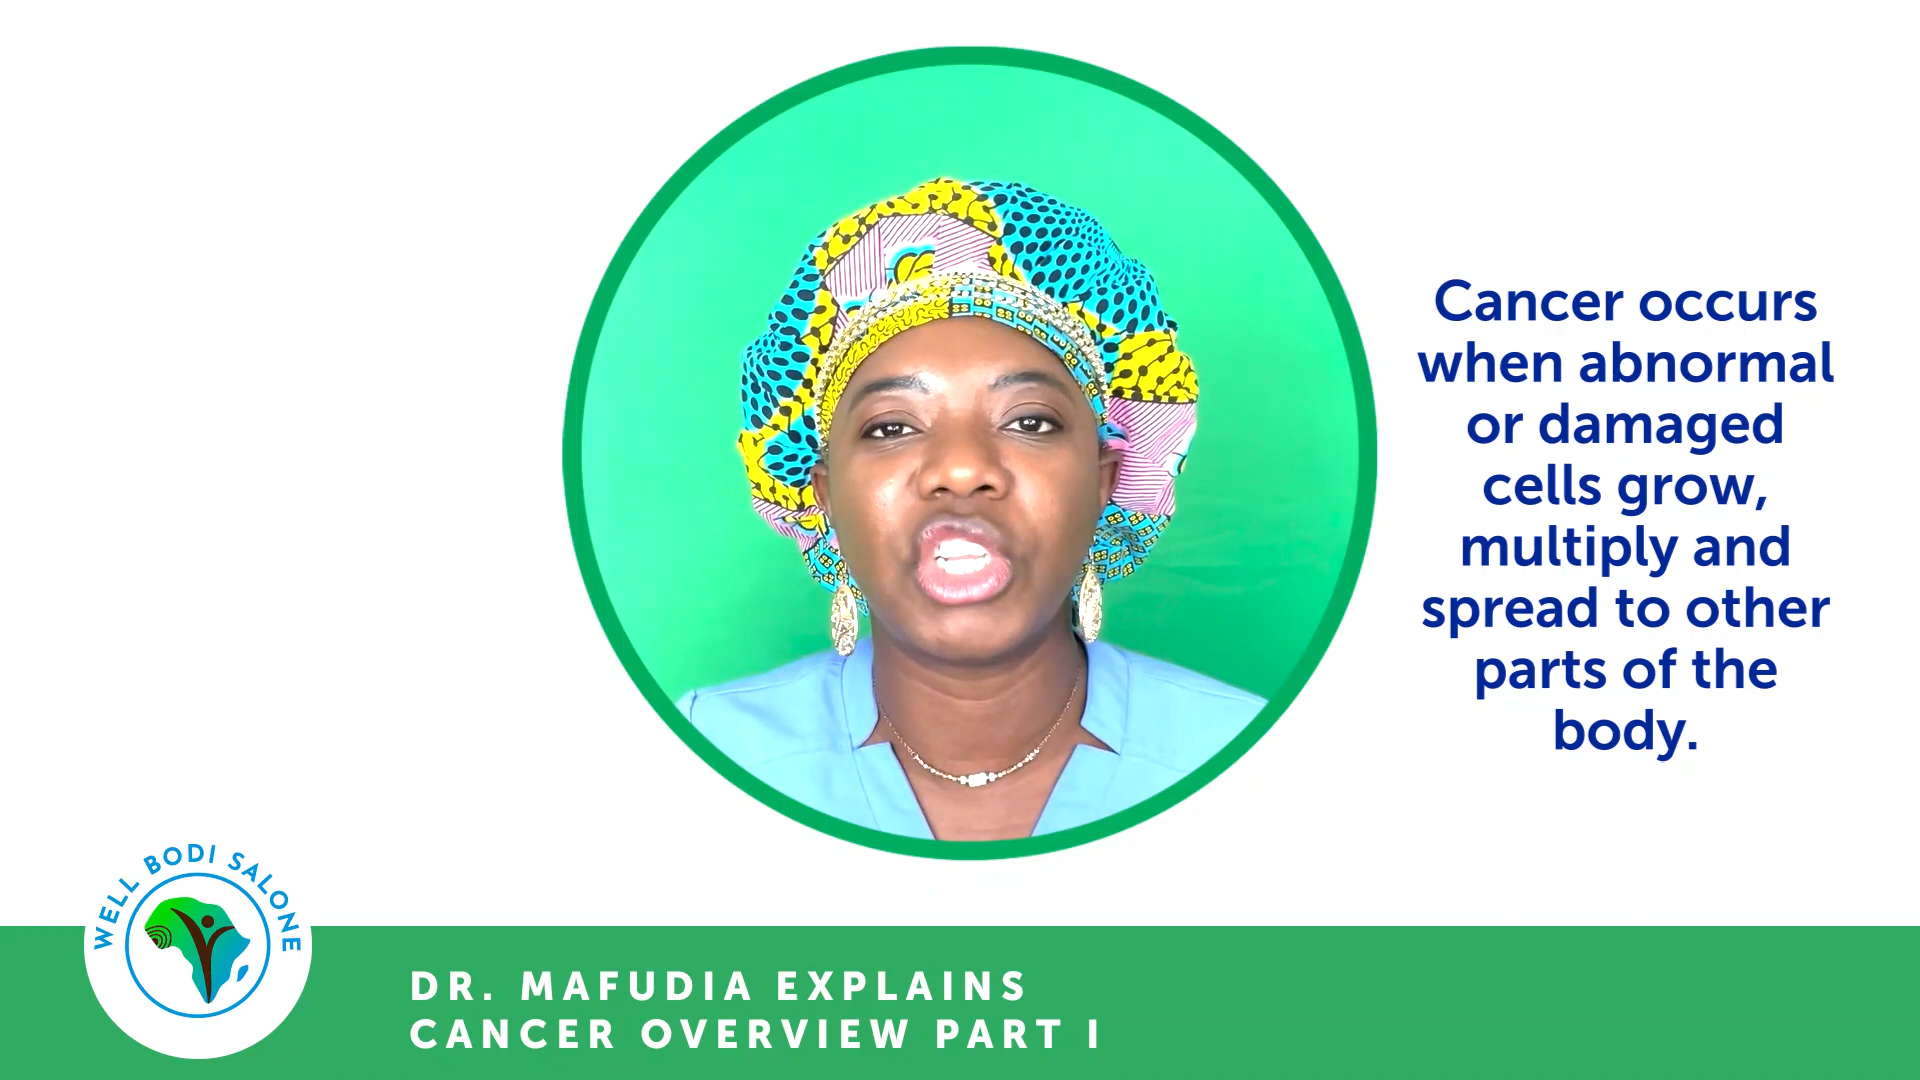 Cancer occurs
when abnormal
or damaged
cells grow,
multiply and
spread to other
parts of the
body.
WELL BODI SALONE
DR. MAFUDIA EXPLAINS
CANCER OVERVIEW PART I